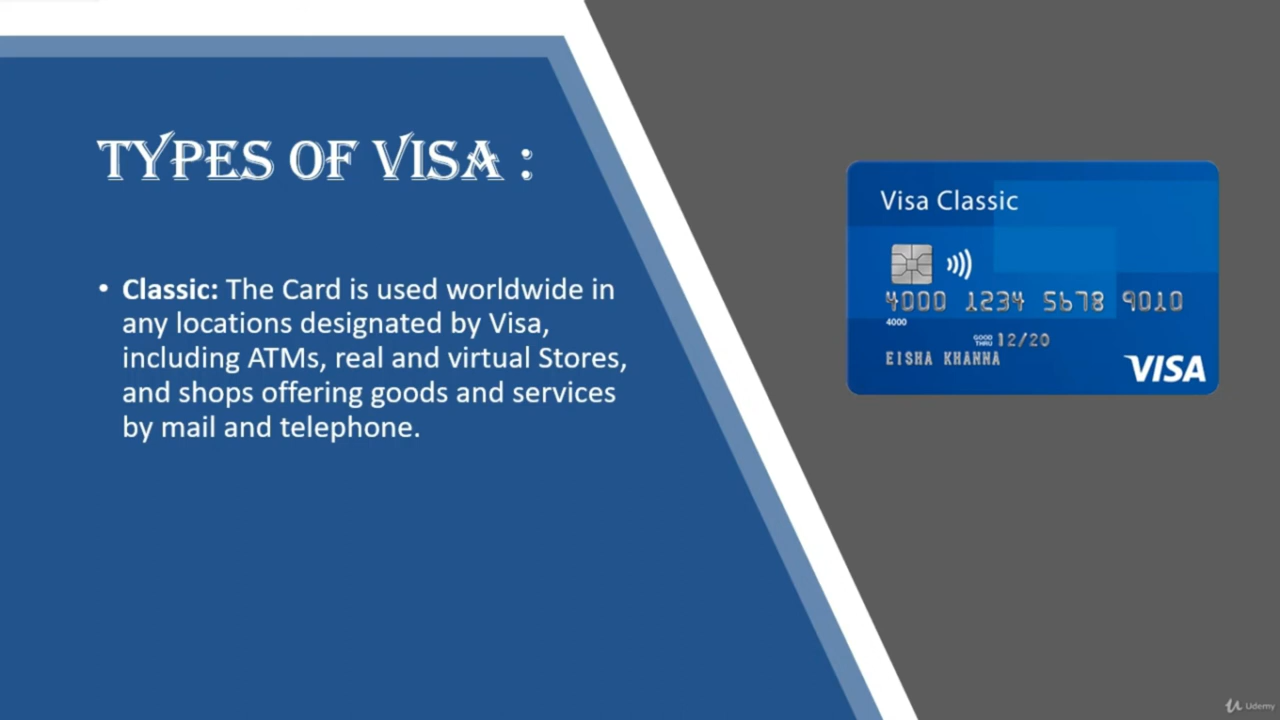 TYPES OF VISA :
• Classic: The Card is used worldwide in
any locations designated by Visa,
including ATMs, real and virtual Stores,
and shops offering goods and services
by mail and telephone.
Visa Classic
4000 1234 5678 9010
4000
GOOD THRU 12/20
EISHA KHANNA
VISA
Udemy